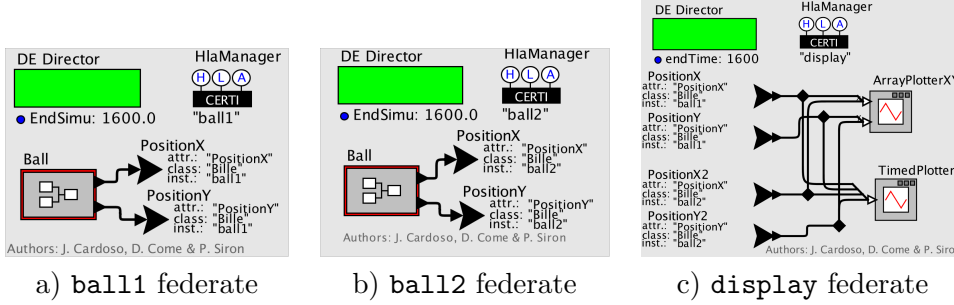 DE Director
HlaManager
H L A
CERTI
"ball1"
EndSimu: 1600.0
PositionX
attr.: "PositionX"
class: "Bille"
inst.: "ball1"
Ball
PositionY
attr.: "PositionY"
class: "Bille"
inst.: "ball1"
Authors: J. Cardoso, D. Come & P. Siron
a) ball1 federate
DE Director
HlaManager
H L A
CERTI
"ball2"
EndSimu: 1600.0
PositionX
attr.: "PositionX"
class: "Bille"
inst.: "ball2"
Ball
PositionY
attr.: "PositionY"
class: "Bille"
inst.: "ball2"
Authors: J. Cardoso, D. Come & P. Siron
b) ball2 federate
DE Director
HlaManager
H L A
CERTI
"display"
endTime: 1600
PositionX
attr.: "PositionX"
class: "Bille"
inst.: "ball1"
ArrayPlotterXY
PositionY
attr.: "PositionY"
class: "Bille"
inst.: "ball1"
PositionX2
attr.: "PositionX"
class: "Bille"
inst.: "ball2"
TimedPlotter
PositionY2
attr.: "PositionY"
class: "Bille"
inst.: "ball2"
Authors: J. Cardoso, D. Come & P. Siron
c) display federate